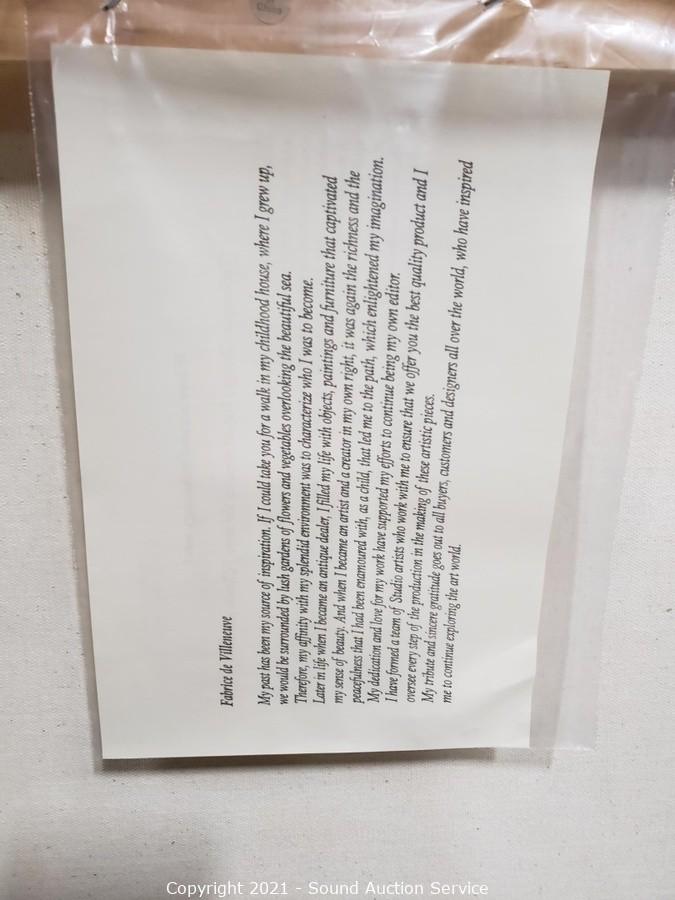 Fabrice de Villeneuve
My past has been my source of inspiration. If I could take you for a walk in my childhood house, where I grew up,
we would be surrounded by lush gardens of flowers and vegetables overlooking the beautiful sea.
Therefore, my affinity with my splendid environment was to characterize who I was to become.
Later in life when I became an antique dealer, I filled my life with objects, paintings and furniture that captivated
my sense of beauty. And when I became an artist and a creator in my own right, it was again the richness and the
peacefulness that I had been enamoured with, as a child, that led me to the path, which enlightened my imagination.
My dedication and love for my work have supported my efforts to continue being my own editor.
I have formed a team of Studio artists who work with me to ensure that we offer you the best quality product and I
oversee every step of the production in the making of these artistic pieces.
My tribute and sincere gratitude goes out to all buyers, customers and designers all over the world, who have inspired
me to continue exploring the art world.
Copyright 2021 - Sound Auction Service